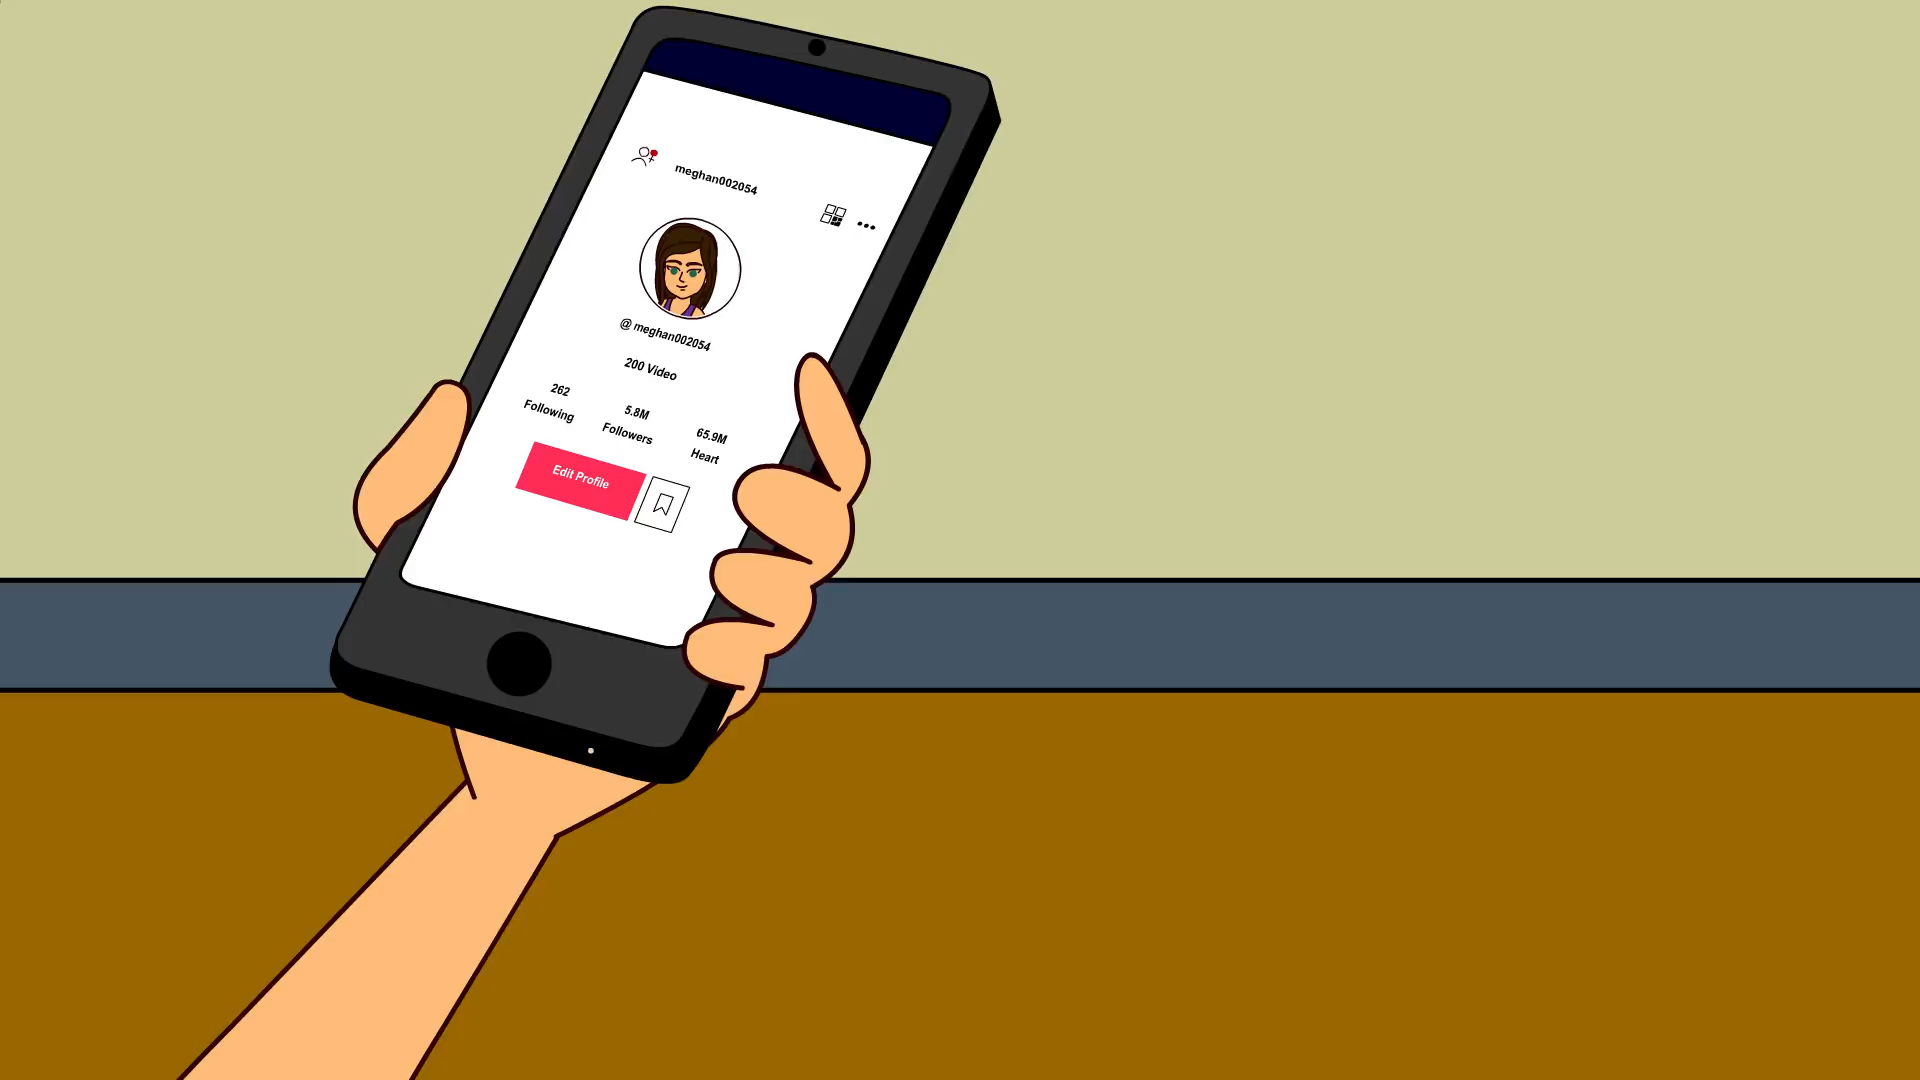 meghan002054
@ meghan002054
200 Video
262
Following
5.8M
Followers
65.9M
Heart
Edit Profile